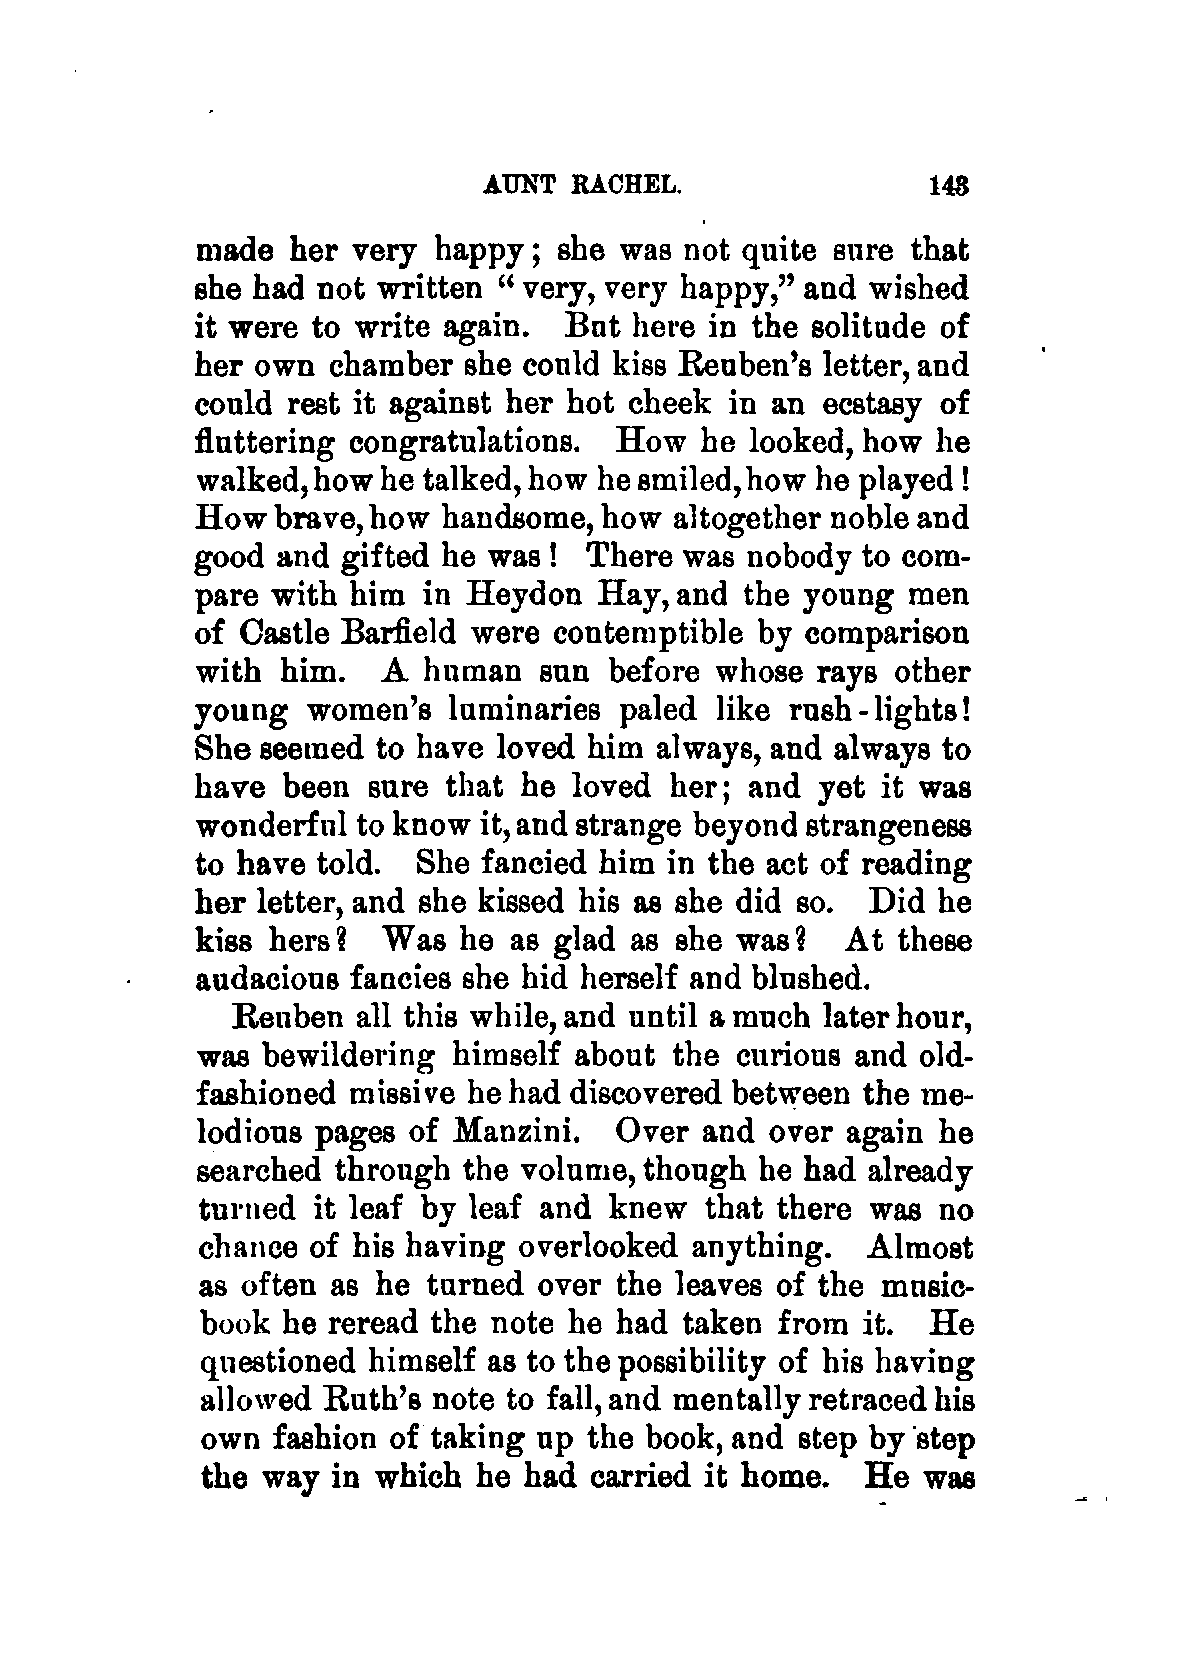 AUNT RACHEL. 143
made her very happy; she was not quite sure that
she had not written “very, very happy,” and wished
it were to write again. But here in the solitude of
her own chamber she could kiss Reuben’s letter, and
could rest it against her hot cheek in an ecstasy of
fluttering congratulations. How he looked, how he
walked, how he talked, how he smiled, how he played!
How brave, how handsome, how altogether noble and
good and gifted he was! There was nobody to com-
pare with him in Heydon Hay, and the young men
of Castle Barfield were contemptible by comparison
with him. A human sun before whose rays other
young women’s luminaries paled like rush-lights!
She seemed to have loved him always, and always to
have been sure that he loved her; and yet it was
wonderful to know it, and strange beyond strangeness
to have told. She fancied him in the act of reading
her letter, and she kissed his as she did so. Did he
kiss hers? Was he as glad as she was? At these
audacious fancies she hid herself and blushed.
Reuben all this while, and until a much later hour,
was bewildering himself about the curious and old-
fashioned missive he had discovered between the me-
lodious pages of Manzini. Over and over again he
searched through the volume, though he had already
turned it leaf by leaf and knew that there was no
chance of his having overlooked anything. Almost
as often as he turned over the leaves of the music-
book he reread the note he had taken from it. He
questioned himself as to the possibility of his having
allowed Ruth’s note to fall, and mentally retraced his
own fashion of taking up the book, and step by step
the way in which he had carried it home. He was